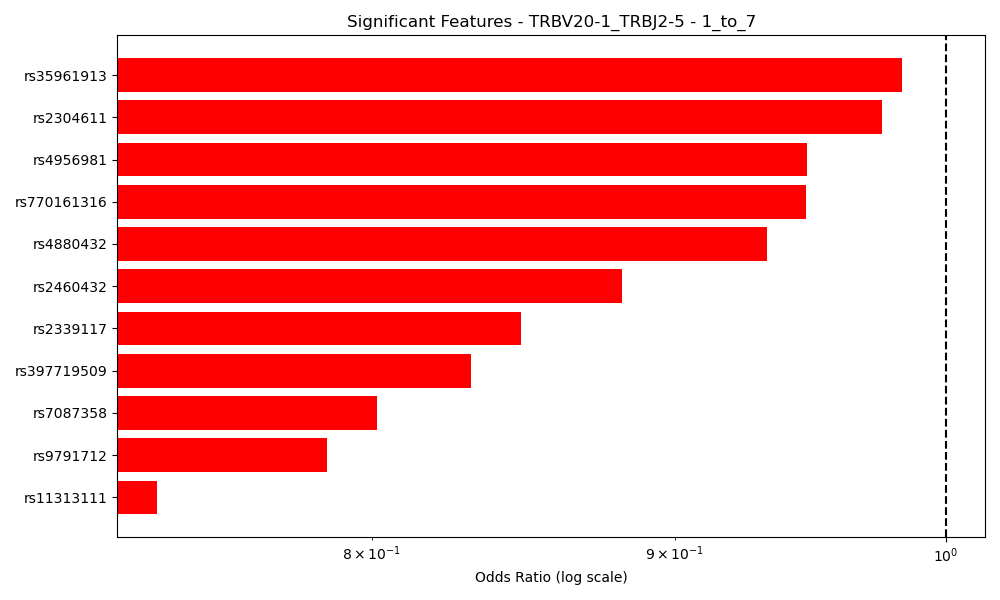 Significant Features - TRBV20-1_TRBJ2-5 - 1_to_7
rs35961913
rs2304611
rs4956981
rs770161316
rs4880432
rs2460432
rs2339117
rs397719509
rs7087358
rs9791712
rs11313111
8 × 10⁻¹
9 × 10⁻¹
10⁰
Odds Ratio (log scale)